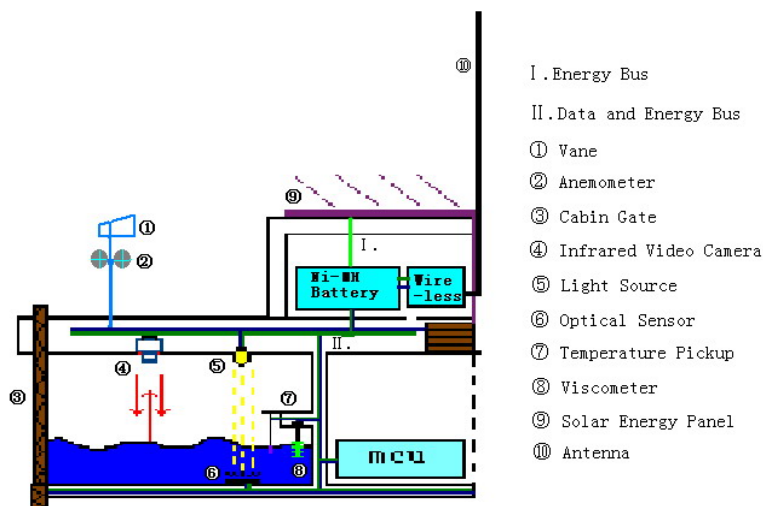 ⑩
⑨
①
②
Ⅰ.
Ni-MH
Battery
Wire
-less
Ⅱ.
④
⑤
③
⑦
⑥
⑧
mcu
Ⅰ.Energy Bus
Ⅱ.Data and Energy Bus
① Vane
② Anemometer
③ Cabin Gate
④ Infrared Video Camera
⑤ Light Source
⑥ Optical Sensor
⑦ Temperature Pickup
⑧ Viscometer
⑨ Solar Energy Panel
⑩ Antenna